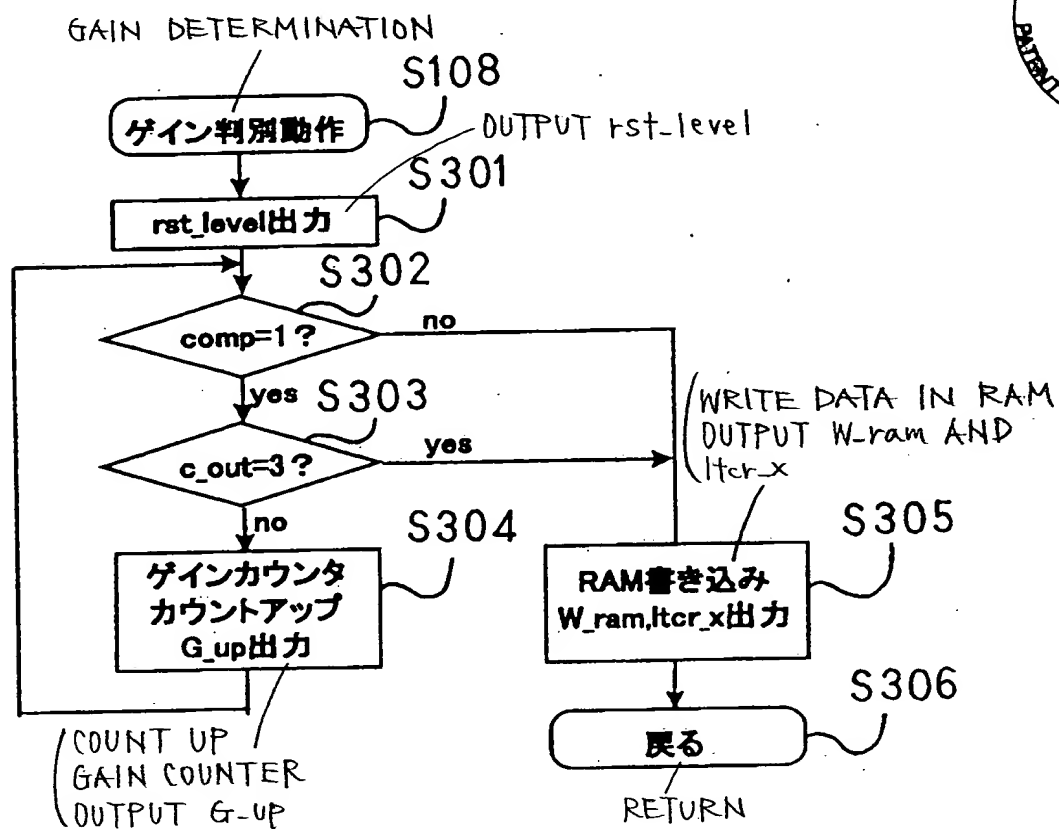 GAIN DETERMINATION
S108
ゲイン判別動作
OUTPUT rst_level
S301
rst_level出力
S302
comp=1?
no
yes
S303
c_out=3?
yes
no
S304
ゲインカウンタ
カウントアップ
G_up出力
COUNT UP
GAIN COUNTER
OUTPUT G-up
WRITE DATA IN RAM
OUTPUT W-ram AND
ltcr_x
S305
RAM書き込み
W_ram,ltcr_x出力
S306
戻る
RETURN